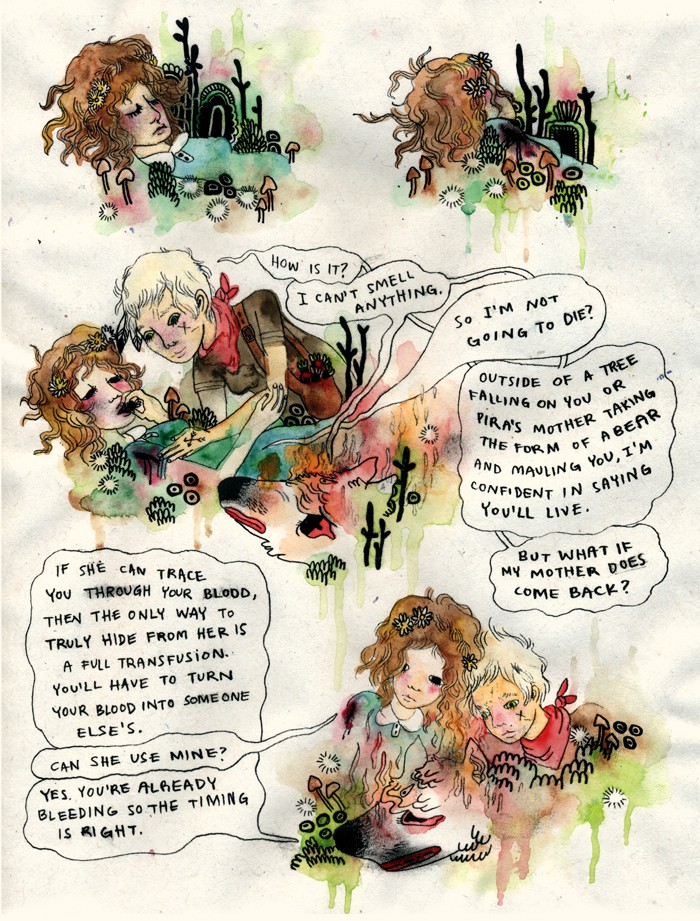 HOW IS IT?
I CAN'T SMELL
ANYTHING.
SO I'M NOT
GOING TO DIE?
OUTSIDE OF A TREE
FALLING ON YOU OR
PIRA'S MOTHER TAKING
THE FORM OF A BEAR
AND MAULING YOU, I'M
CONFIDENT IN SAYING
YOU'LL LIVE.
BUT WHAT IF
MY MOTHER DOES
COME BACK?
IF SHE CAN TRACE
YOU THROUGH YOUR BLOOD,
THEN THE ONLY WAY TO
TRULY HIDE FROM HER IS
A FULL TRANSFUSION.
YOU'LL HAVE TO TURN
YOUR BLOOD INTO SOMEONE
ELSE'S.
CAN SHE USE MINE?
YES. YOU'RE ALREADY
BLEEDING SO THE TIMING
IS RIGHT.